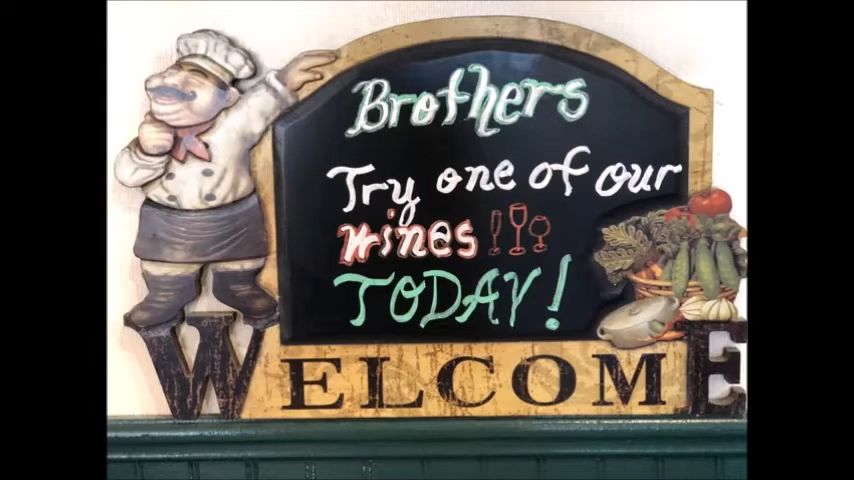 Brothers
Try one of our
wines
TODAY!
WELCOME